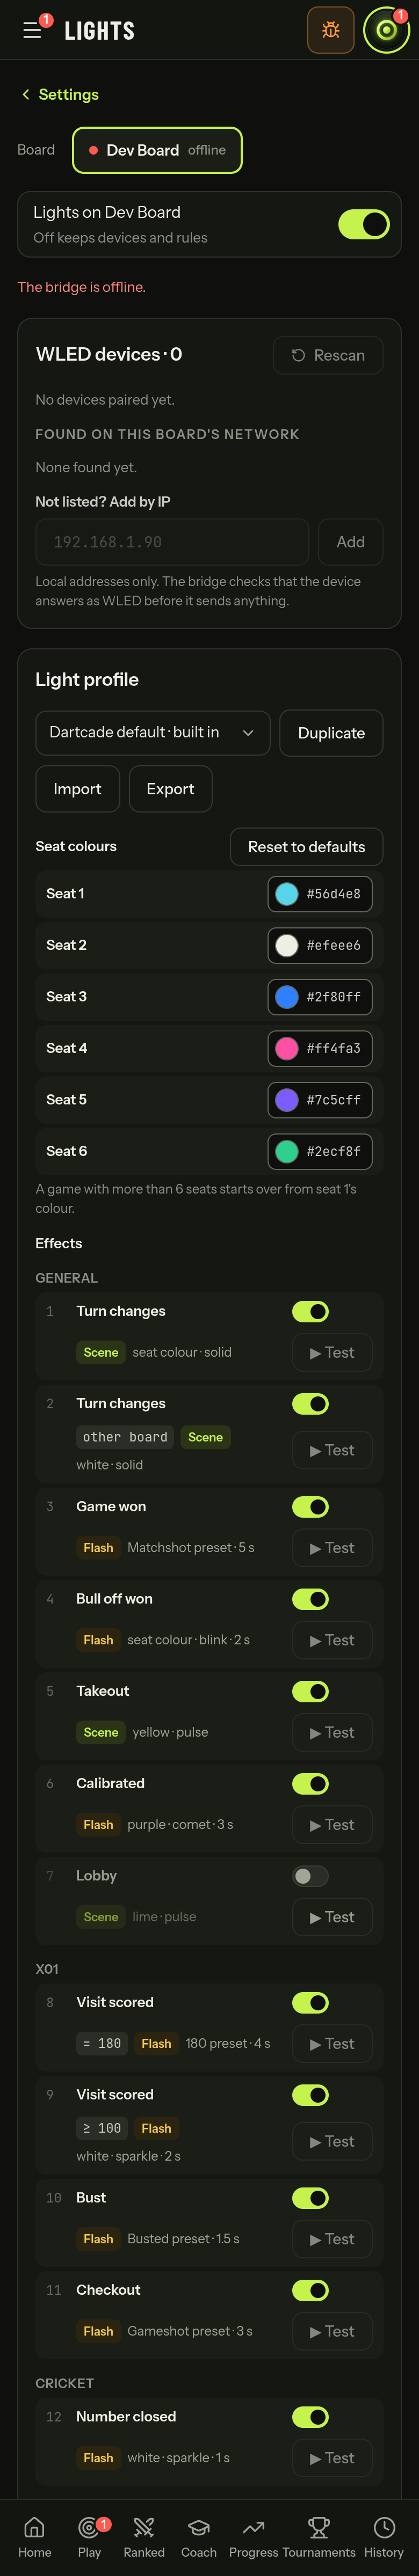 1
LIGHTS
1
Settings
Board
Dev Board offline
Lights on Dev Board
Off keeps devices and rules
The bridge is offline.
WLED devices · 0
Rescan
No devices paired yet.
FOUND ON THIS BOARD'S NETWORK
None found yet.
Not listed? Add by IP
192.168.1.90
Add
Local addresses only. The bridge checks that the device
answers as WLED before it sends anything.
Light profile
Dartcade default · built in
Duplicate
Import
Export
Seat colours
Reset to defaults
Seat 1
#56d4e8
Seat 2
#efeee6
Seat 3
#2f80ff
Seat 4
#ff4fa3
Seat 5
#7c5cff
Seat 6
#2ecf8f
A game with more than 6 seats starts over from seat 1's
colour.
Effects
GENERAL
1 Turn changes
Scene seat colour · solid
▶ Test
2 Turn changes
other board Scene
white · solid
▶ Test
3 Game won
Flash Matchshot preset · 5 s
▶ Test
4 Bull off won
Flash seat colour · blink · 2 s
▶ Test
5 Takeout
Scene yellow · pulse
▶ Test
6 Calibrated
Flash purple · comet · 3 s
▶ Test
7 Lobby
Scene lime · pulse
▶ Test
X01
8 Visit scored
= 180 Flash 180 preset · 4 s
▶ Test
9 Visit scored
≥ 100 Flash
white · sparkle · 2 s
▶ Test
10 Bust
Flash Busted preset · 1.5 s
▶ Test
11 Checkout
Flash Gameshot preset · 3 s
▶ Test
CRICKET
12 Number closed
Flash white · sparkle · 1 s
▶ Test
1
Home Play Ranked Coach Progress Tournaments History